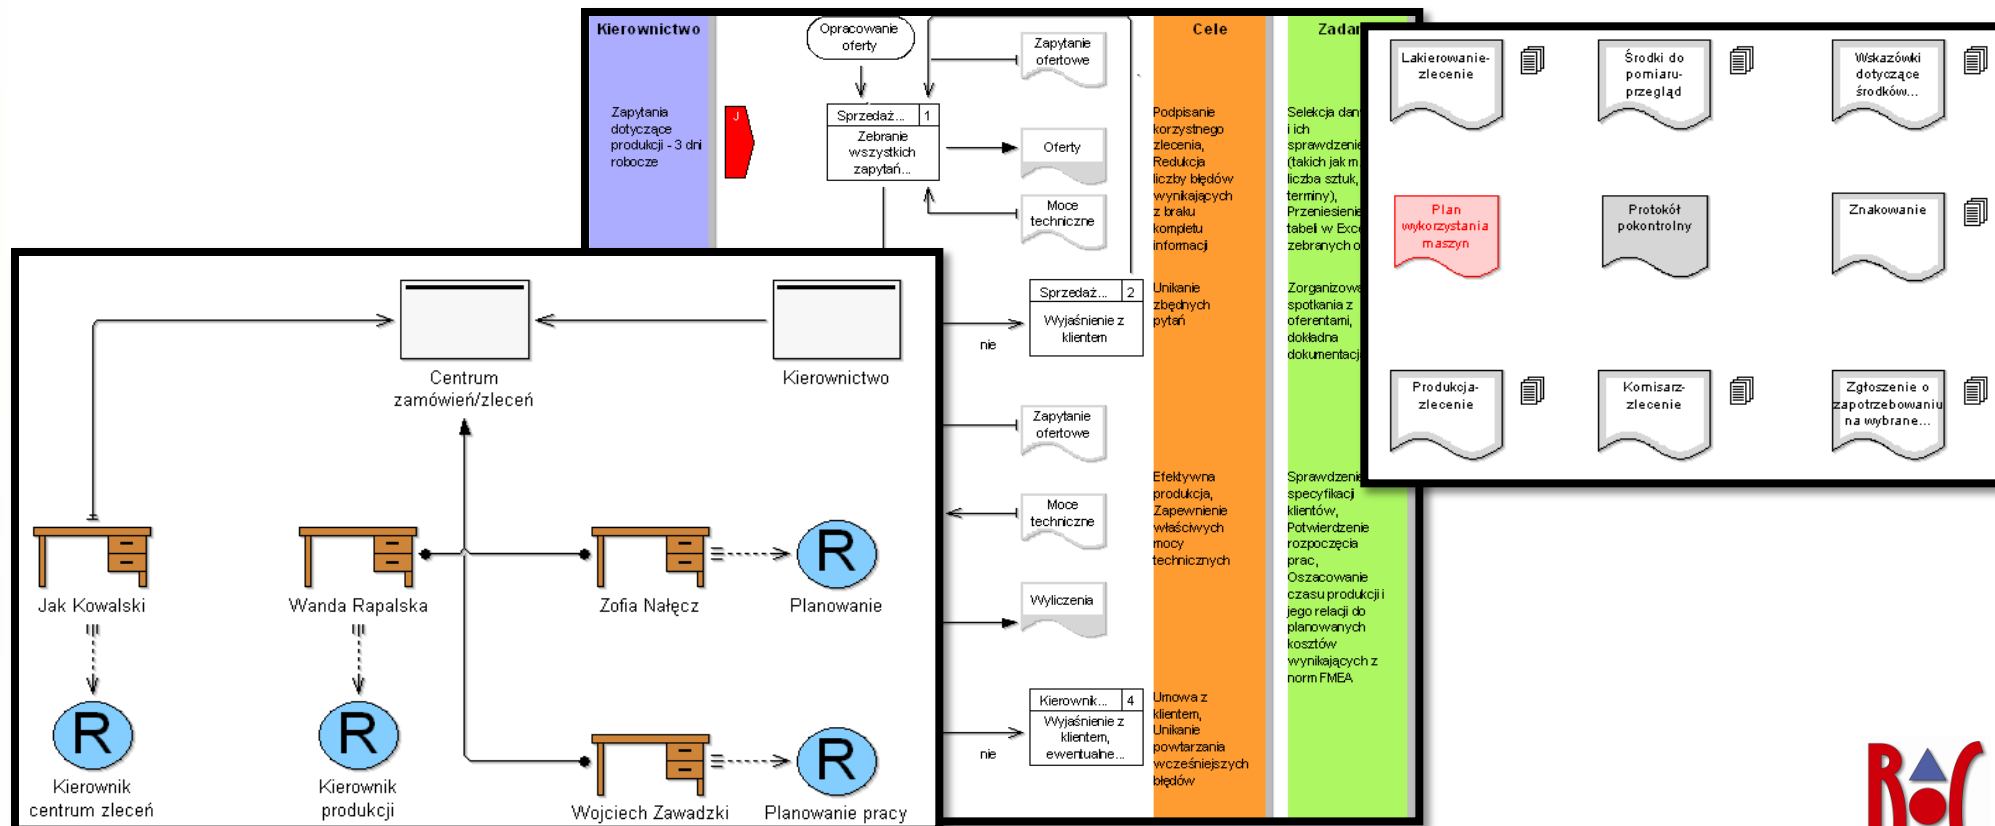 Kierownictwo
Zapytania
dotyczące
produkcji - 3 dni
robocze
J
Opracowanie
oferty
Sprzedaż... 1
Zebranie
wszystkich
zapytań...
Zapytanie
ofertowe
Oferty
Moce
techniczne
Sprzedaż... 2
Wyjaśnienie z
klientem
nie
Zapytanie
ofertowe
Moce
techniczne
Wyliczenia
Kierownik... 4
Wyjaśnienie z
klientem,
ewentualne...
nie
Cele
Podpisanie
korzystnego
zlecenia,
Redukcja
liczby błędów
wynikających
z braku
kompletu
informacji
Unikanie
zbędnych
pytań
Efektywna
produkcja,
Zapewnienie
właściwych
mocy
technicznych
Umowa z
klientem,
Unikanie
powtarzania
wcześniejszych
błędów
Zadan
Selekcja dan
i ich
sprawdzenie
(takich jak m.
liczba sztuk,
terminy),
Przeniesienie
tabeli w Exc
zebranych o
Zorganizowa
spotkania z
oferentami,
dokładna
dokumentacj
Sprawdzenie
specyfikacji
klientów,
Potwierdzenie
rozpoczęcia
prac,
Oszacowanie
czasu produkcji i
jego relacji do
planowanych
kosztów
wynikających z
norm FMEA
Lakierowanie-
zlecenie
Środki do
pomiaru-
przegląd
Wskazówki
dotyczące
środków...
Plan
wykorzystania
maszyn
Protokół
pokontrolny
Znakowanie
Produkcja-
zlecenie
Komisarz-
zlecenie
Zgłoszenie o
zapotrzebowaniu
na wybrane...
Centrum
zamówień/zleceń
Kierownictwo
Jak Kowalski
Wanda Rapalska
Zofia Nałęcz
R
Planowanie
R
Kierownik
centrum zleceń
R
Kierownik
produkcji
Wojciech Zawadzki
R
Planowanie pracy